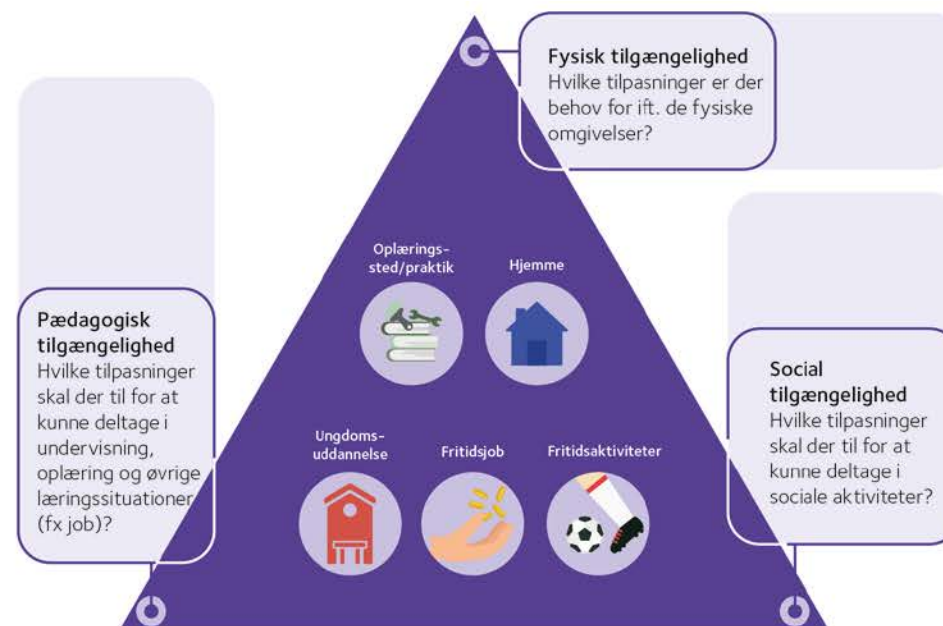 Fysisk tilgængelighed
Hvilke tilpasninger er der
behov for ift. de fysiske
omgivelser?
Oplærings-
sted/praktik
Hjemme
Pædagogisk
tilgængelighed
Hvilke tilpasninger
skal der til for at
kunne deltage i
undervisning,
oplæring og øvrige
læringssituationer
(fx job)?
Social
tilgængelighed
Hvilke tilpasninger
skal der til for at
kunne deltage i
sociale aktiviteter?
Ungdoms-
uddannelse
Fritidsjob
Fritidsaktiviteter